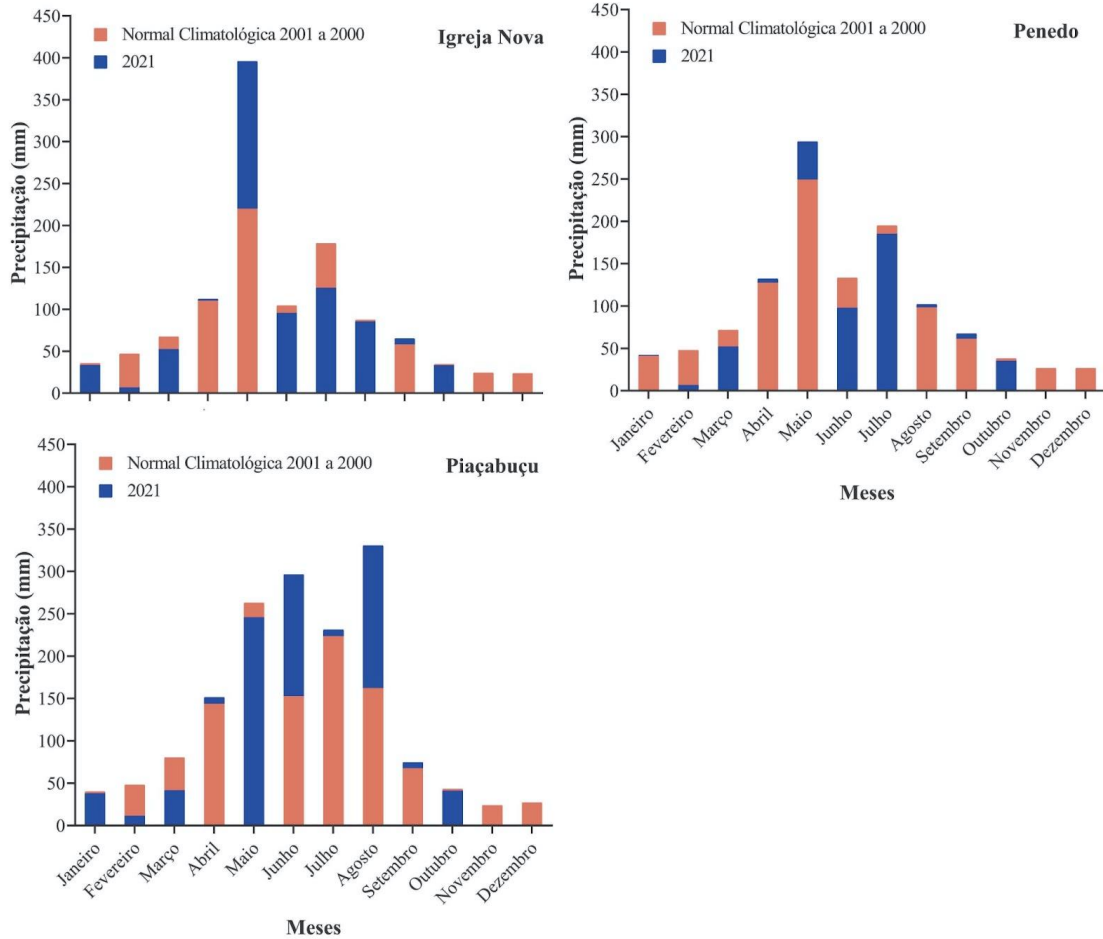 Igreja Nova
Normal Climatológica 2001 a 2000
2021
Precipitação (mm)
450
400
350
300
250
200
150
100
50
0
Penedo
Normal Climatológica 2001 a 2000
2021
Precipitação (mm)
450
400
350
300
250
200
150
100
50
0
Janeiro
Fevereiro
Março
Abril
Maio
Junho
Julho
Agosto
Setembro
Outubro
Novembro
Dezembro
Meses
Piaçabuçu
Normal Climatológica 2001 a 2000
2021
Precipitação (mm)
450
400
350
300
250
200
150
100
50
0
Janeiro
Fevereiro
Março
Abril
Maio
Junho
Julho
Agosto
Setembro
Outubro
Novembro
Dezembro
Meses